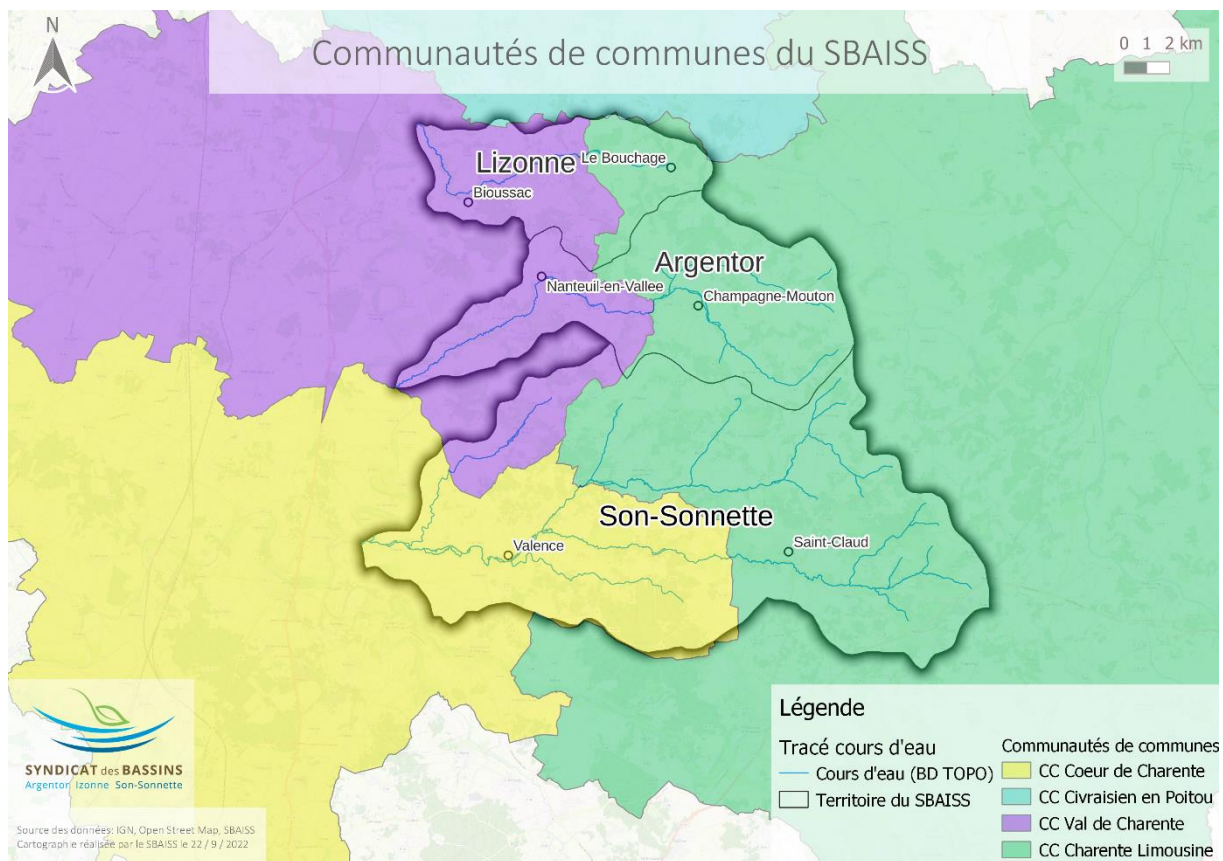 Communautés de communes du SBAISS
N
0 1 2 km
Lizonne
Le Bouchage
Bioussac
Argentor
Nanteuil-en-Vallee
Champagne-Mouton
Son-Sonnette
Valence
Saint-Claud
SYNDICAT des BASSINS
Argentor Izonne Son-Sonnette
Source des données: IGN, Open Street Map, SBAISS
Cartographie réalisée par le SBAISS le 22 / 9 / 2022
Légende
Tracé cours d'eau
Cours d'eau (BD TOPO)
Territoire du SBAISS
Communautés de communes
CC Coeur de Charente
CC Civraisien en Poitou
CC Val de Charente
CC Charente Limousine